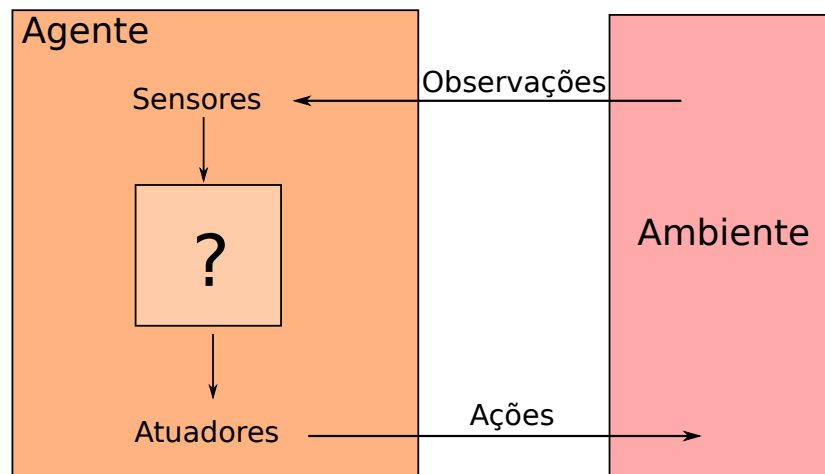 Agente
Observações
Sensores
Ambiente
?
Ações
Atuadores